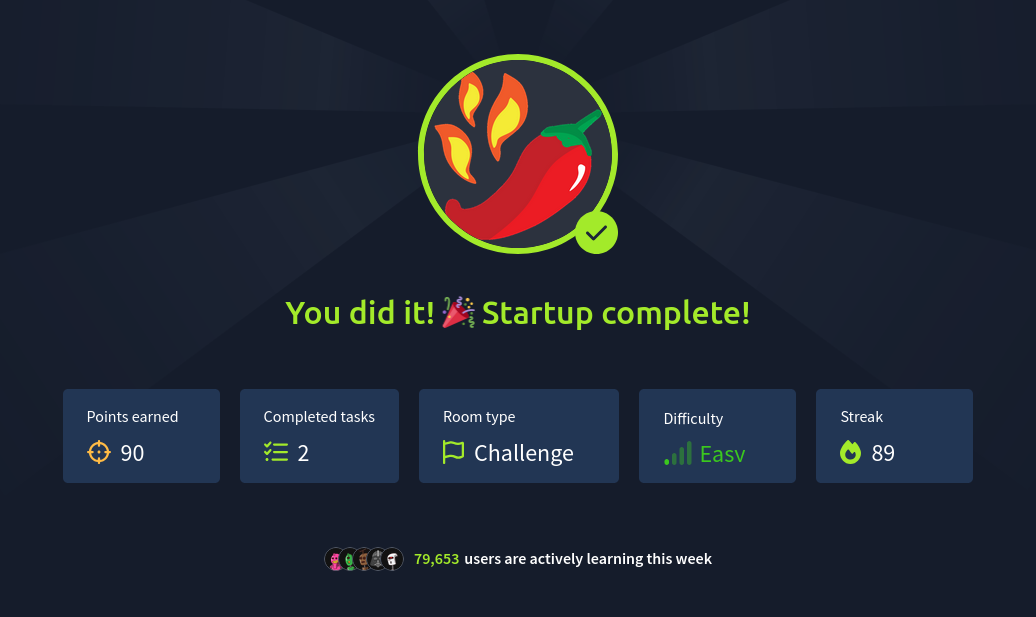 You did it! 🎉 Startup complete!
Points earned
90
Completed tasks
2
Room type
Challenge
Difficulty
Easy
Streak
89
79,653 users are actively learning this week